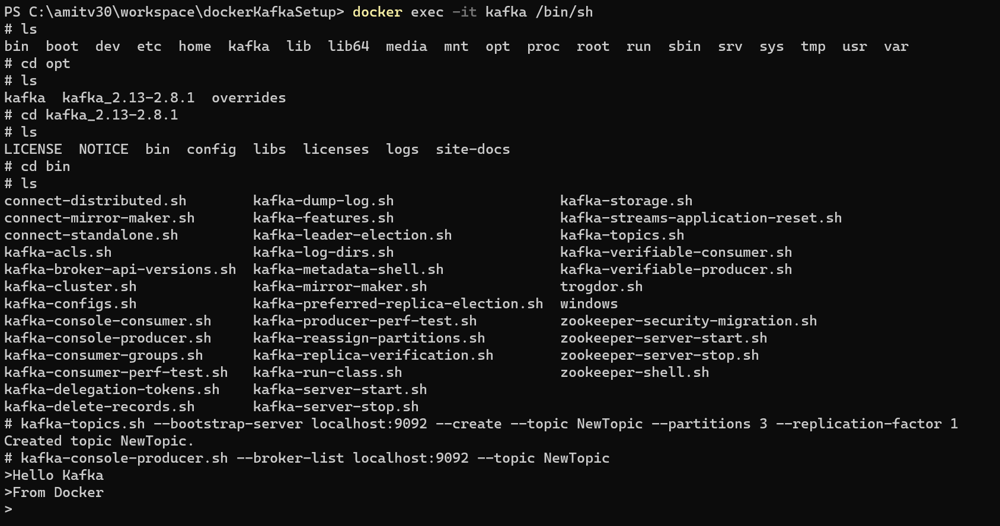 PS C:\amitv30\workspace\dockerKafkaSetup> docker exec -it kafka /bin/sh
# ls
bin  boot  dev  etc  home  kafka  lib  lib64  media  mnt  opt  proc  root  run  sbin  srv  sys  tmp  usr  var
# cd opt
# ls
kafka  kafka_2.13-2.8.1  overrides
# cd kafka_2.13-2.8.1
# ls
LICENSE  NOTICE  bin  config  libs  licenses  logs  site-docs
# cd bin
# ls
connect-distributed.sh        kafka-dump-log.sh                    kafka-storage.sh
connect-mirror-maker.sh       kafka-features.sh                    kafka-streams-application-reset.sh
connect-standalone.sh         kafka-leader-election.sh             kafka-topics.sh
kafka-acls.sh                 kafka-log-dirs.sh                    kafka-verifiable-consumer.sh
kafka-broker-api-versions.sh  kafka-metadata-shell.sh              kafka-verifiable-producer.sh
kafka-cluster.sh              kafka-mirror-maker.sh                trogdor.sh
kafka-configs.sh              kafka-preferred-replica-election.sh  windows
kafka-console-consumer.sh     kafka-producer-perf-test.sh          zookeeper-security-migration.sh
kafka-console-producer.sh     kafka-reassign-partitions.sh         zookeeper-server-start.sh
kafka-consumer-groups.sh      kafka-replica-verification.sh        zookeeper-server-stop.sh
kafka-consumer-perf-test.sh   kafka-run-class.sh                   zookeeper-shell.sh
kafka-delegation-tokens.sh    kafka-server-start.sh
kafka-delete-records.sh       kafka-server-stop.sh
# kafka-topics.sh --bootstrap-server localhost:9092 --create --topic NewTopic --partitions 3 --replication-factor 1
Created topic NewTopic.
# kafka-console-producer.sh --broker-list localhost:9092 --topic NewTopic
>Hello Kafka
>From Docker
>